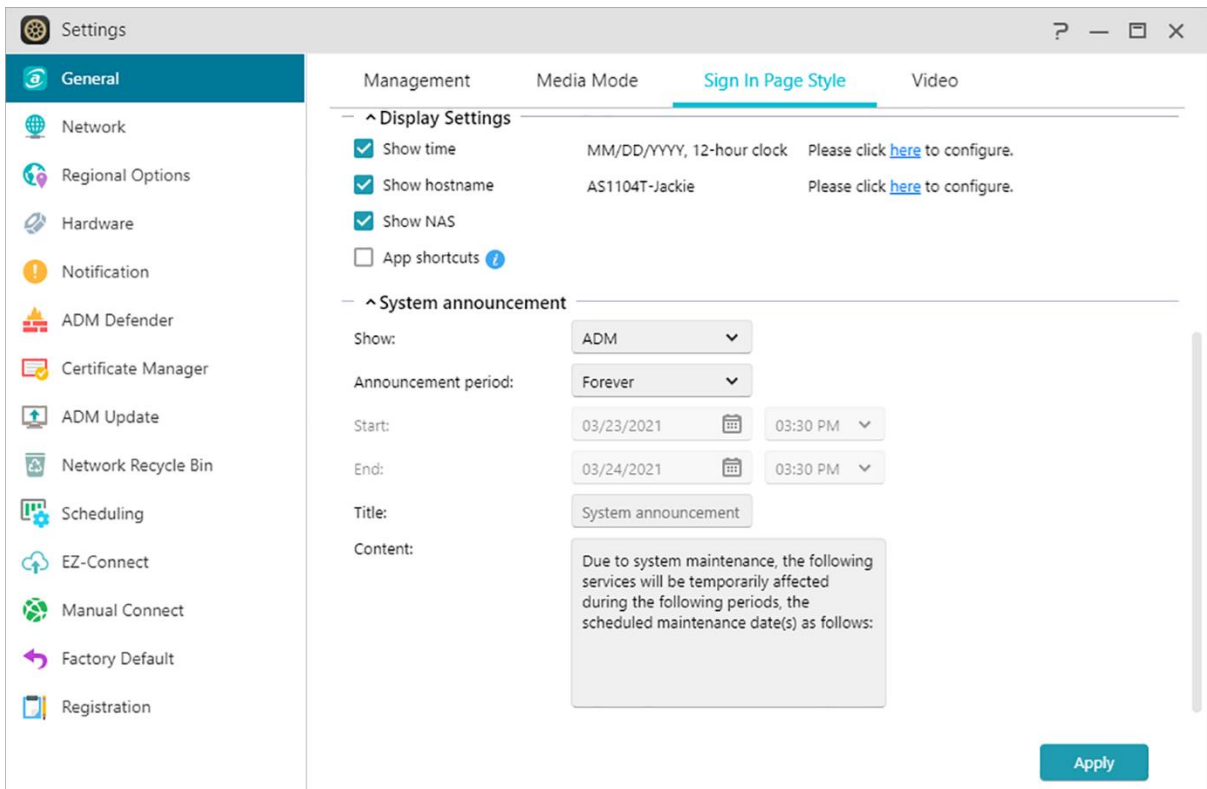 Settings
General
Network
Regional Options
Hardware
Notification
ADM Defender
Certificate Manager
ADM Update
Network Recycle Bin
Scheduling
EZ-Connect
Manual Connect
Factory Default
Registration
Management Media Mode Sign In Page Style Video
Display Settings
Show time MM/DD/YYYY, 12-hour clock Please click here to configure.
Show hostname AS1104T-Jackie Please click here to configure.
Show NAS
App shortcuts
System announcement
Show: ADM
Announcement period: Forever
Start: 03/23/2021 03:30 PM
End: 03/24/2021 03:30 PM
Title: System announcement
Content:
Due to system maintenance, the following
services will be temporarily affected
during the following periods, the
scheduled maintenance date(s) as follows:
Apply